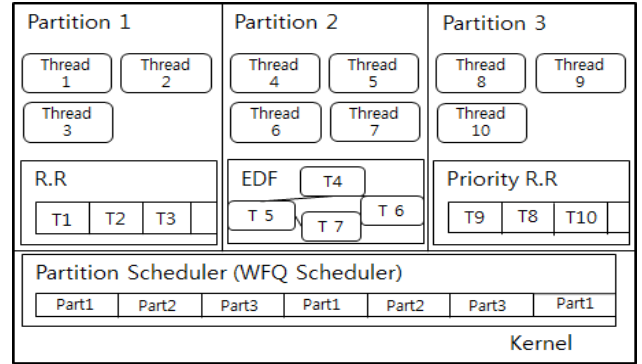 Partition 1
Thread
1
Thread
2
Thread
3
R.R
T1 T2 T3
Partition 2
Thread
4
Thread
5
Thread
6
Thread
7
EDF
T4
T 5
T 7
T 6
Partition 3
Thread
8
Thread
9
Thread
10
Priority R.R
T9 T8 T10
Partition Scheduler (WFQ Scheduler)
Part1 Part2 Part3 Part1 Part2 Part3 Part1
Kernel